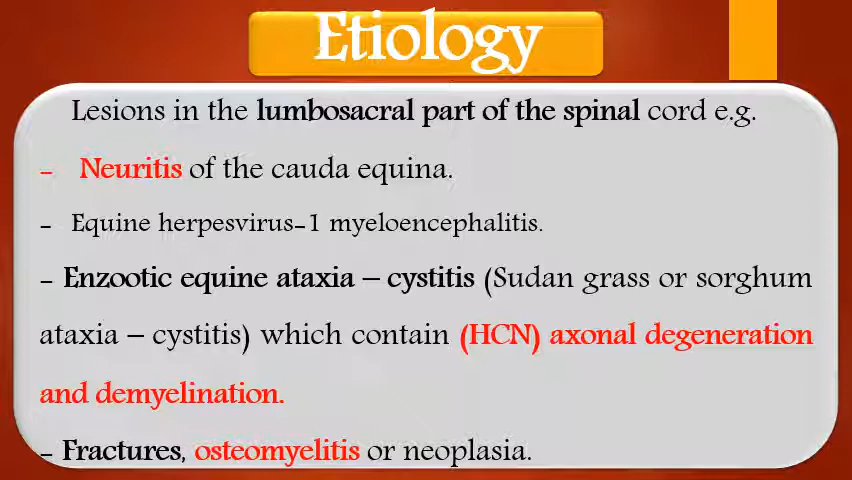 Etiology
Lesions in the lumbosacral part of the spinal cord e.g.
- Neuritis of the cauda equina.
- Equine herpesvirus-1 myeloencephalitis.
- Enzootic equine ataxia – cystitis (Sudan grass or sorghum
ataxia – cystitis) which contain (HCN) axonal degeneration
and demyelination.
- Fractures, osteomyelitis or neoplasia.